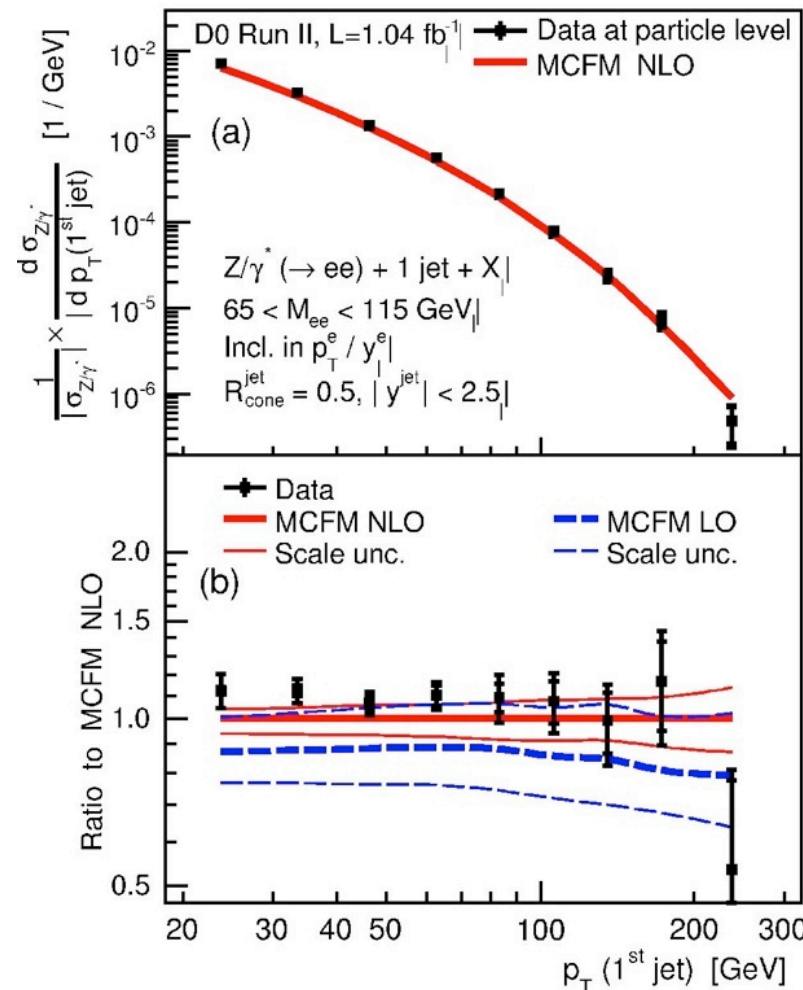 D0 Run II, L=1.04 fb⁻¹|
Data at particle level
MCFM NLO
(a)
1 / |σ_Z/γ*| × d σ_Z/γ* / |d p_T(1ˢᵗ jet) [1 / GeV]
10⁻²
10⁻³
10⁻⁴
10⁻⁵
10⁻⁶
Z/γ* (→ ee) + 1 jet + X|
65 < M_ee < 115 GeV|
Incl. in p_T^e / y^e|
R_cone^jet = 0.5, | y^jet | < 2.5|
Data
MCFM NLO
MCFM LO
Scale unc.
Scale unc.
(b)
Ratio to MCFM NLO
2.0
1.5
1.0
0.5
20 30 40 50 100 200 300
p_T (1ˢᵗ jet) [GeV]